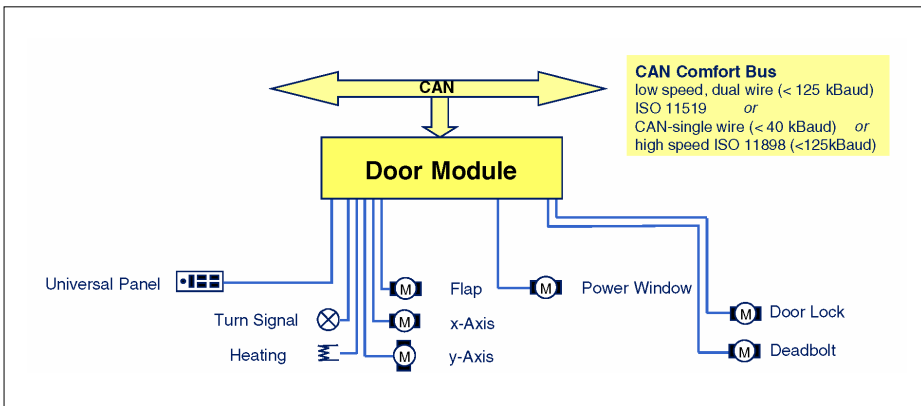 CAN
CAN Comfort Bus
low speed, dual wire (< 125 kBaud)
ISO 11519 or
CAN-single wire (< 40 kBaud) or
high speed ISO 11898 (<125kBaud)
Door Module
Universal Panel
Turn Signal
Heating
M Flap
M x-Axis
M y-Axis
M Power Window
M Door Lock
M Deadbolt